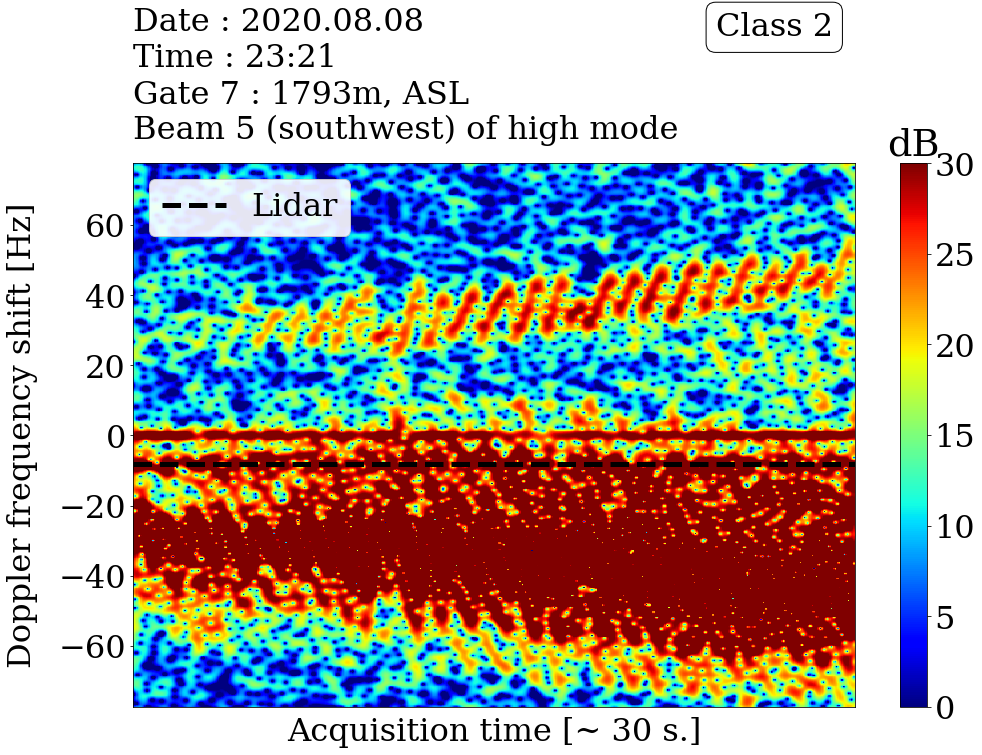 Date : 2020.08.08
Time : 23:21
Gate 7 : 1793m, ASL
Beam 5 (southwest) of high mode
Class 2
dB
Lidar
Doppler frequency shift [Hz]
60
40
20
0
−20
−40
−60
30
25
20
15
10
5
0
Acquisition time [~ 30 s.]